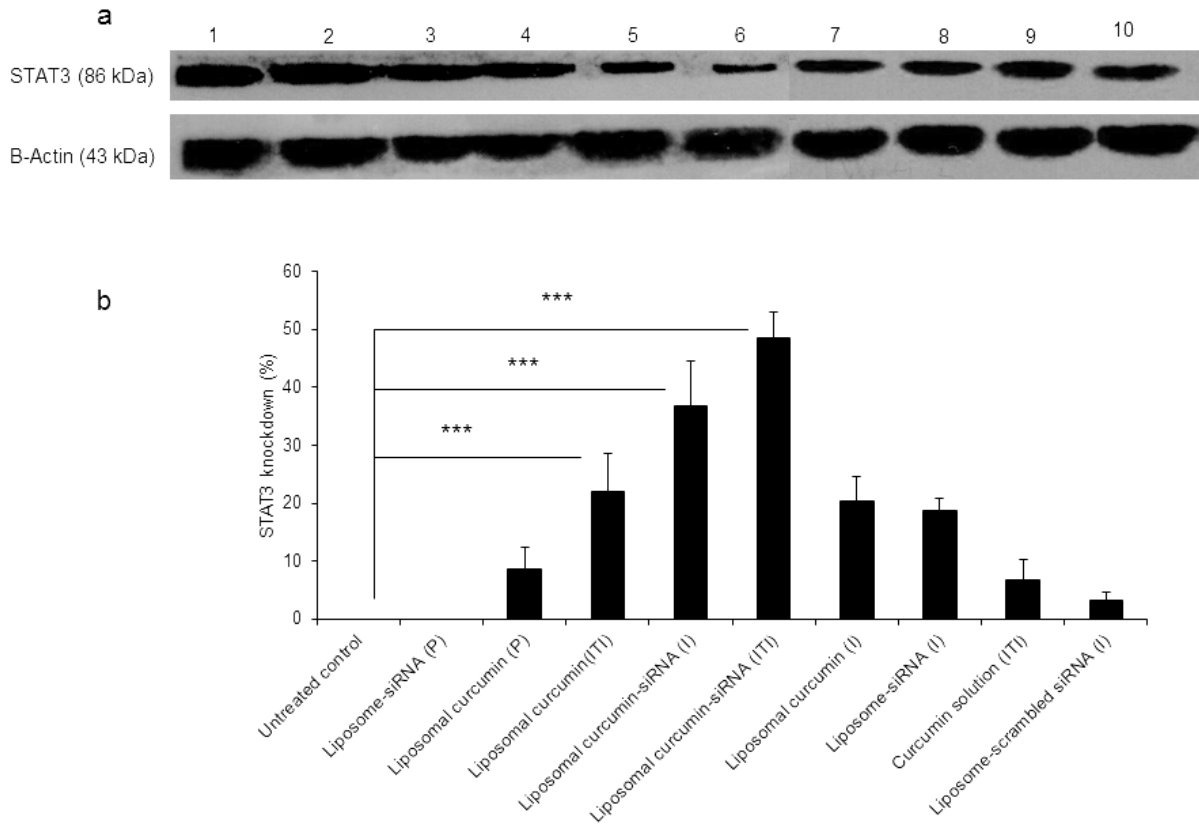 a
1 2 3 4 5 6 7 8 9 10
STAT3 (86 kDa)
B-Actin (43 kDa)
b
STAT3 knockdown (%)
60
50
40
30
20
10
0
***
***
***
Untreated control
Liposome-siRNA (P)
Liposomal curcumin (P)
Liposomal curcumin(ITI)
Liposomal curcumin-siRNA (I)
Liposomal curcumin-siRNA (ITI)
Liposomal curcumin (I)
Liposome-siRNA (I)
Curcumin solution (ITI)
Liposome-scrambled siRNA (I)